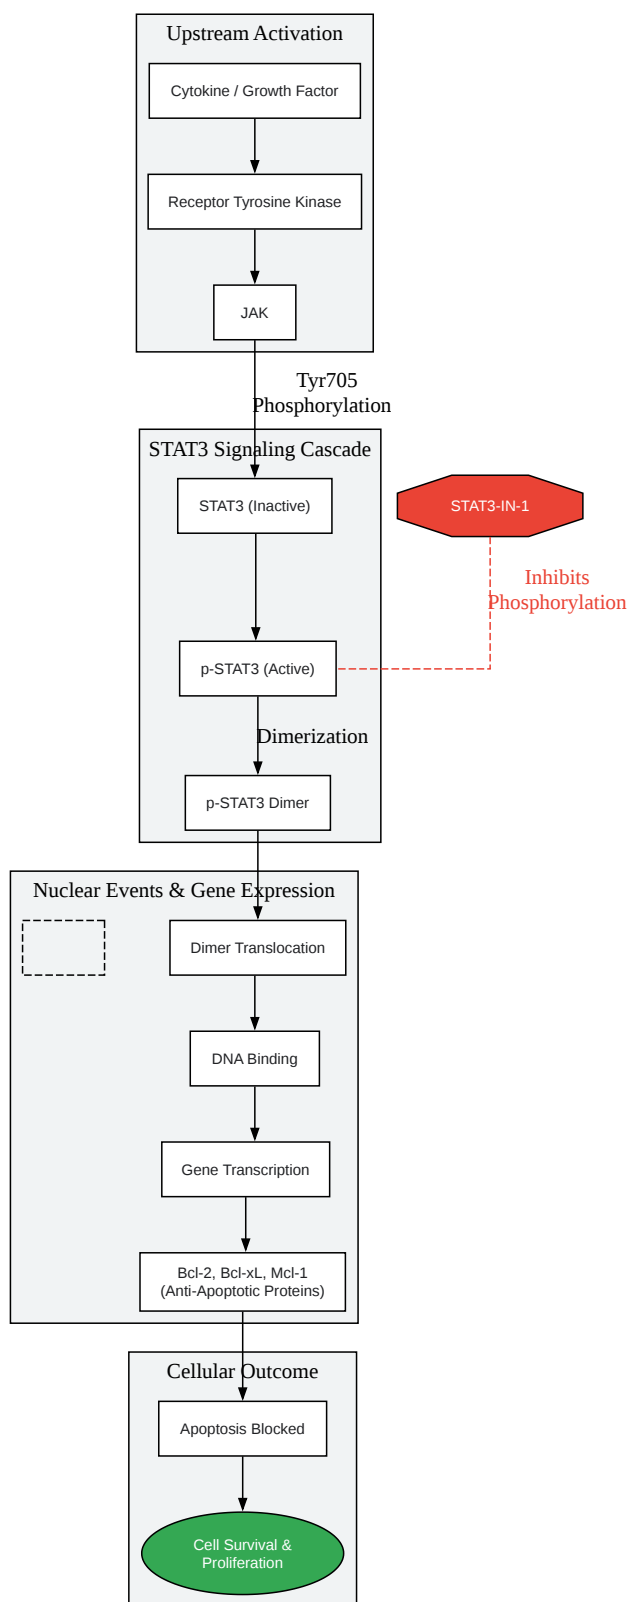 Upstream Activation
Cytokine / Growth Factor
Receptor Tyrosine Kinase
JAK
Tyr705
Phosphorylation
STAT3 Signaling Cascade
STAT3 (Inactive)
STAT3-IN-1
Inhibits
Phosphorylation
p-STAT3 (Active)
Dimerization
p-STAT3 Dimer
Nuclear Events & Gene Expression
Dimer Translocation
DNA Binding
Gene Transcription
Bcl-2, Bcl-xL, Mcl-1
(Anti-Apoptotic Proteins)
Cellular Outcome
Apoptosis Blocked
Cell Survival &
Proliferation